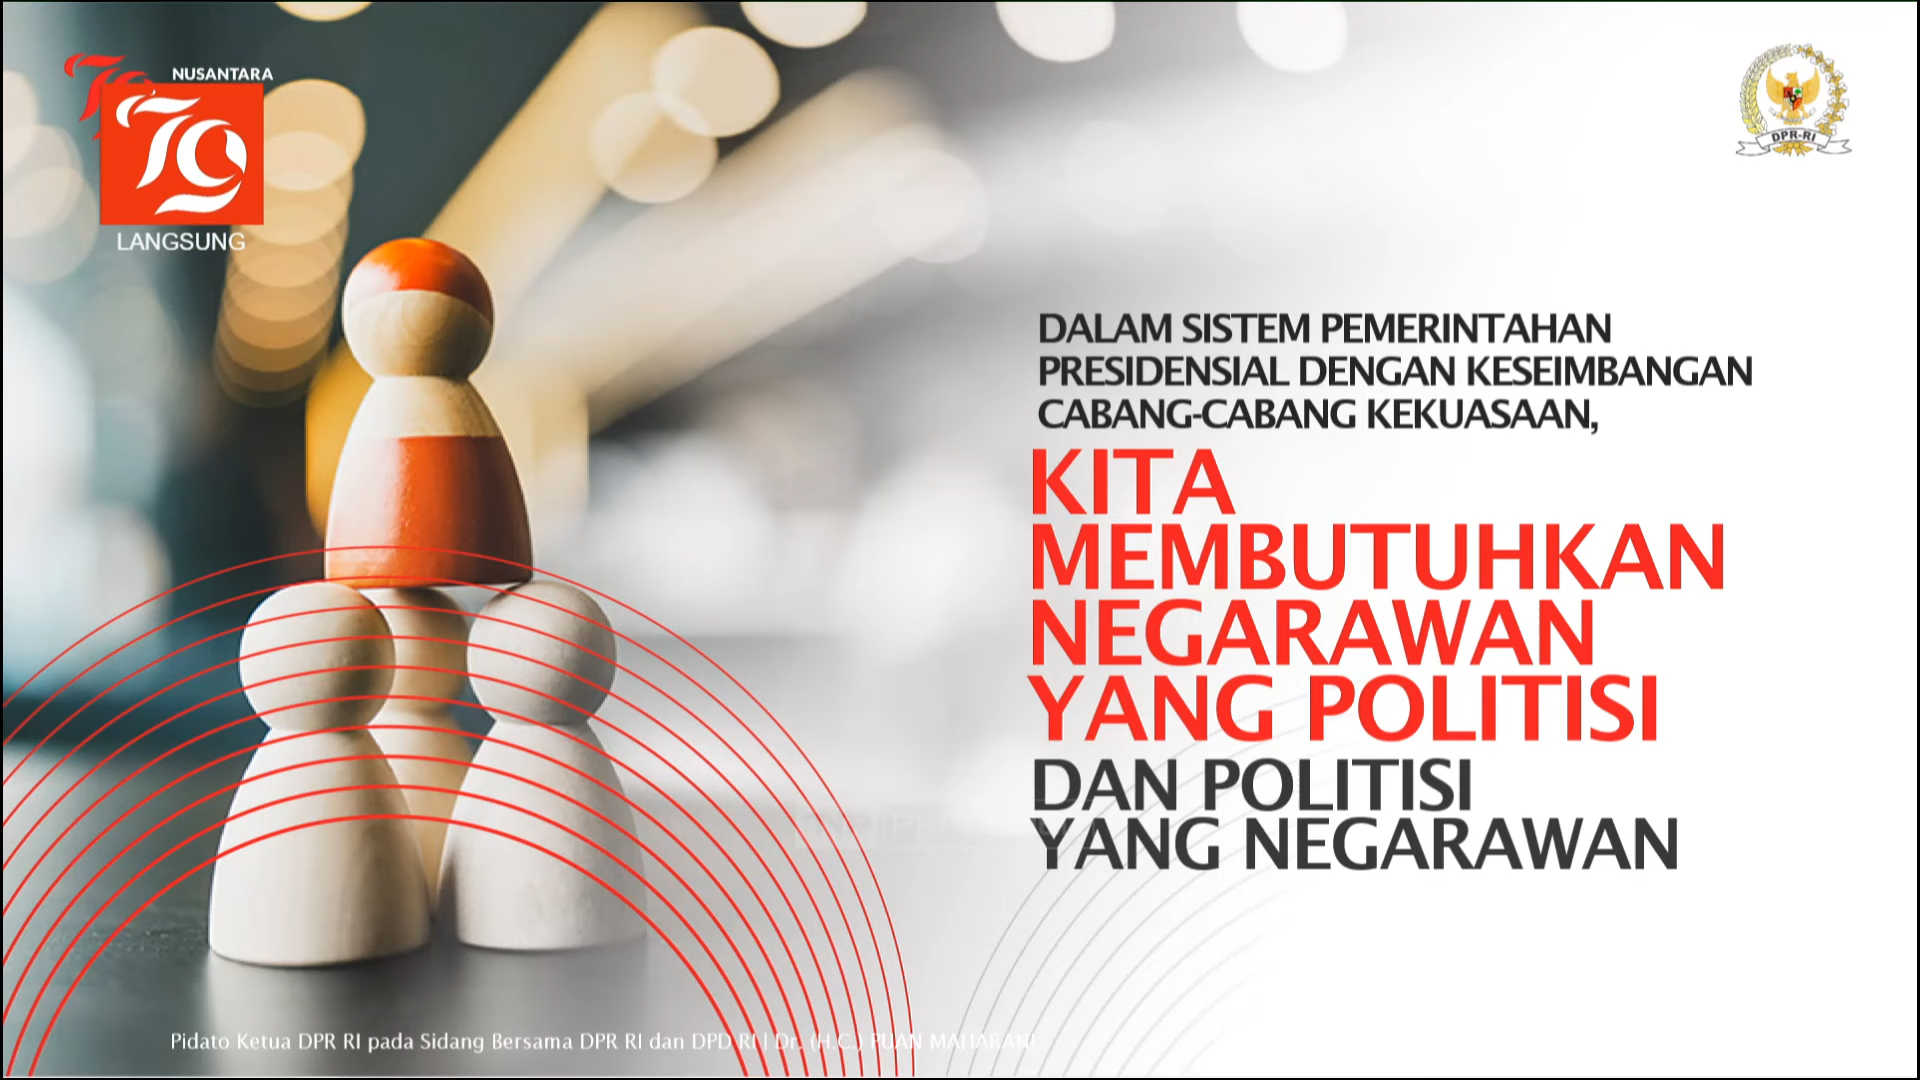 NUSANTARA
79
79
LANGSUNG
DPR-RI
DALAM SISTEM PEMERINTAHAN
PRESIDENSIAL DENGAN KESEIMBANGAN
CABANG-CABANG KEKUASAAN,
KITA
MEMBUTUHKAN
NEGARAWAN
YANG POLITISI
DAN POLITISI
YANG NEGARAWAN
Pidato Ketua DPR RI pada Sidang Bersama DPR RI dan DPD RI | Dr. (H.C.) PUAN MAHARANI